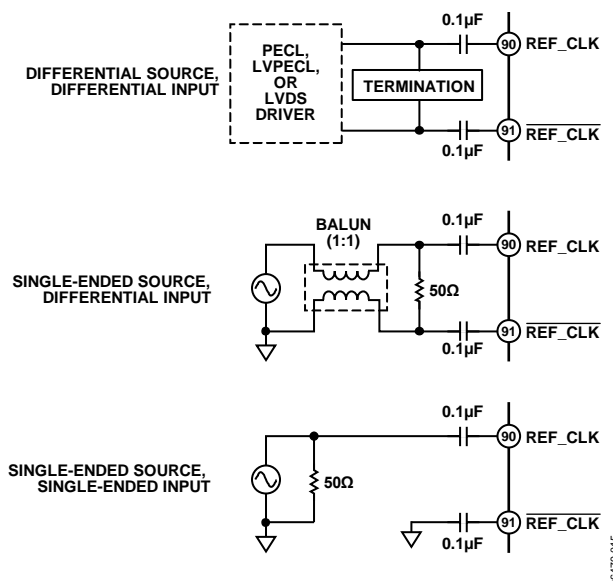 0.1µF
90 REF_CLK
PECL,
LVPECL,
OR
LVDS
DRIVER
DIFFERENTIAL SOURCE,
DIFFERENTIAL INPUT
TERMINATION
91 REF_CLK
0.1µF
BALUN
(1:1)
0.1µF
90 REF_CLK
SINGLE-ENDED SOURCE,
DIFFERENTIAL INPUT
50Ω
91 REF_CLK
0.1µF
0.1µF
90 REF_CLK
SINGLE-ENDED SOURCE,
SINGLE-ENDED INPUT
50Ω
91 REF_CLK
0.1µF